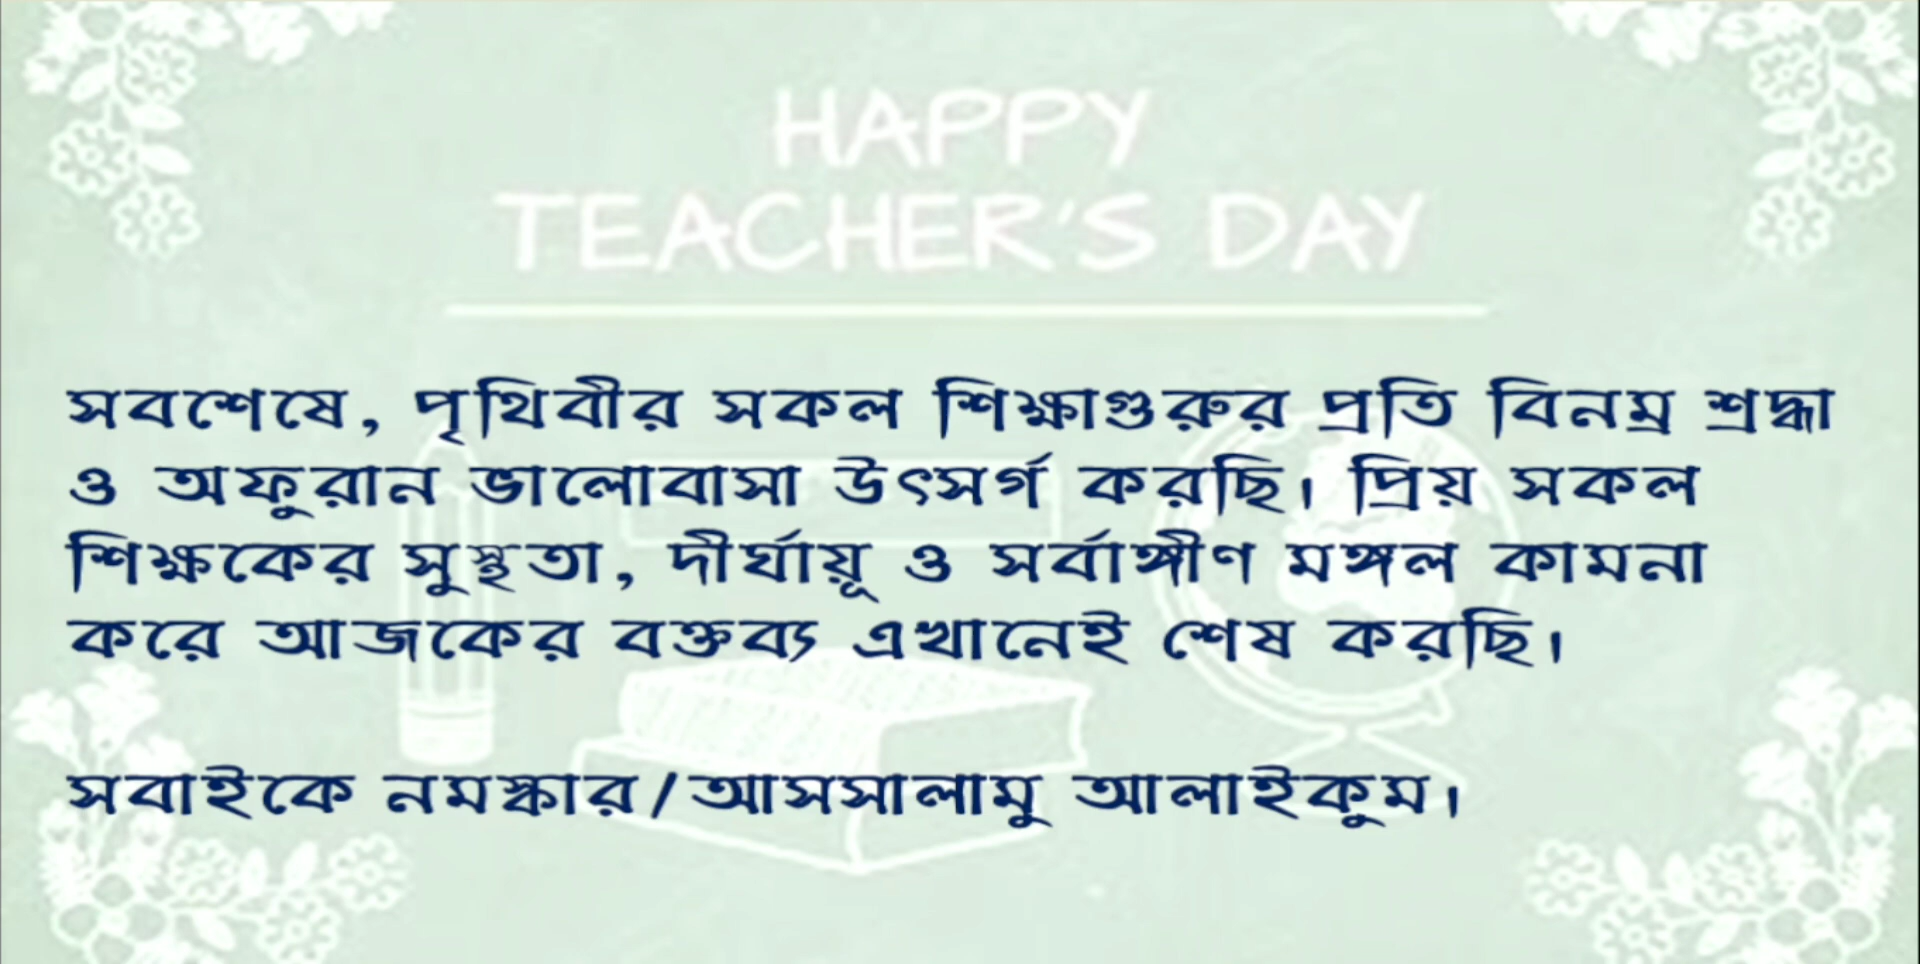 HAPPY
TEACHER'S DAY
সবশেষে, পৃথিবীর সকল শিক্ষাগুরুর প্রতি বিনম্র শ্রদ্ধা
ও অফুরান ভালোবাসা উৎসর্গ করছি। প্রিয় সকল
শিক্ষকের সুস্থতা, দীর্ঘায়ূ ও সর্বাঙ্গীণ মঙ্গল কামনা
করে আজকের বক্তব্য এখানেই শেষ করছি।
সবাইকে নমস্কার/আসসালামু আলাইকুম।